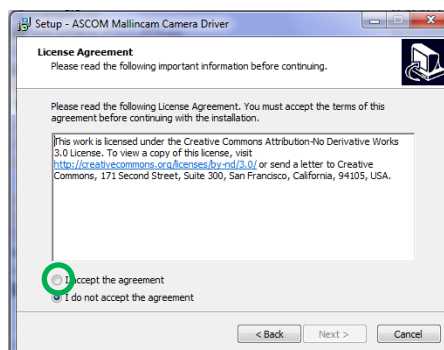 Setup - ASCOM Mallincam Camera Driver
License Agreement
Please read the following important information before continuing.
Please read the following License Agreement. You must accept the terms of this
agreement before continuing with the installation.
This work is licensed under the Creative Commons Attribution-No Derivative Works
3.0 License. To view a copy of this license, visit
http://creativecommons.org/licenses/by-nd/3.0/ or send a letter to Creative
Commons, 171 Second Street, Suite 300, San Francisco, California, 94105, USA.
I accept the agreement
I do not accept the agreement
< Back Next > Cancel